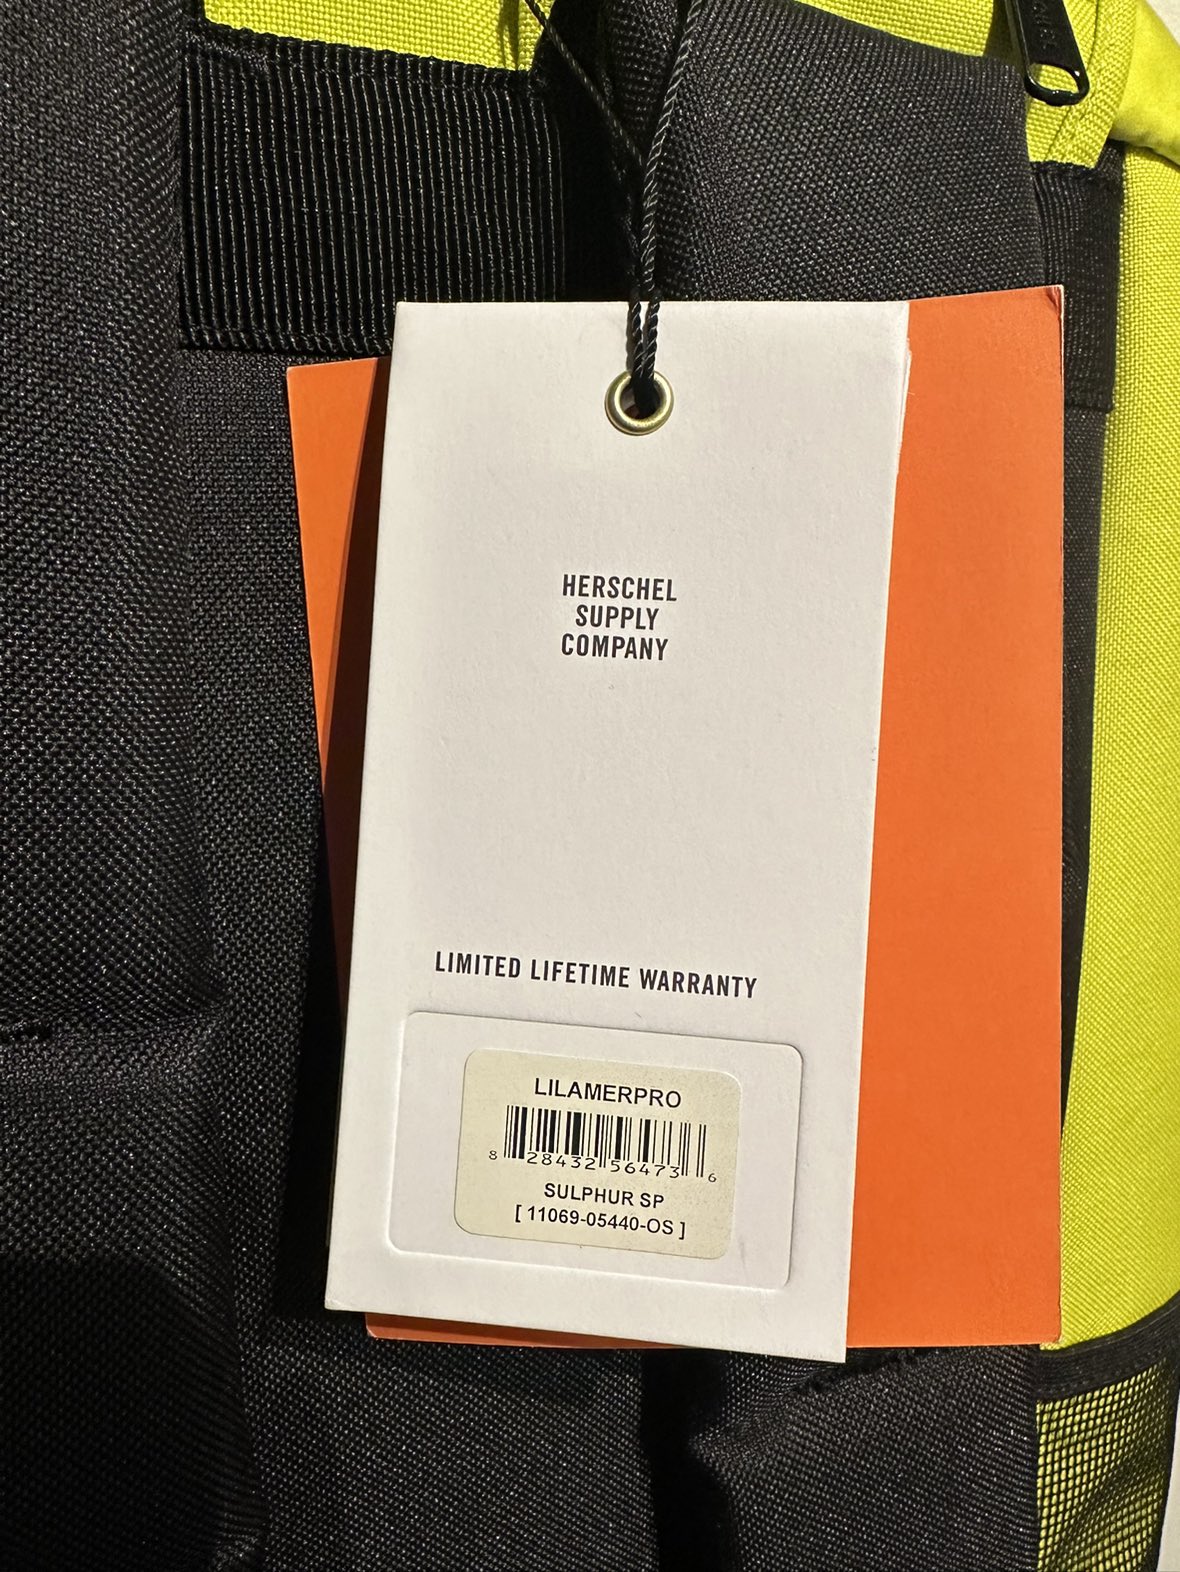 HERSCHEL
SUPPLY
COMPANY
LIMITED LIFETIME WARRANTY
LILAMERPRO
8 28432 56473 6
SULPHUR SP
[ 11069-05440-OS ]